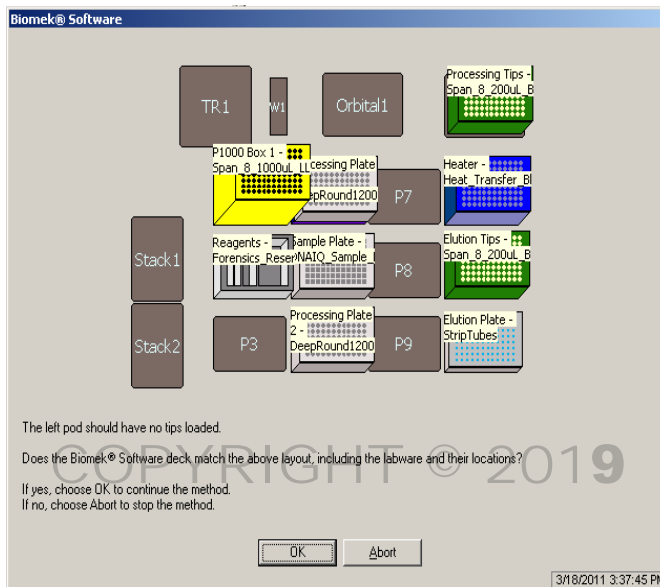 Biomek® Software
TR1
W1
Orbital1
Processing Tips -
Span_8_200uL_B
P1000 Box 1 -
Span_8_1000uL_LL
cessing Plate
eepRound1200
P7
Heater -
Heat_Transfer_Bl
Stack1
Reagents -
Forensics_Reser
Sample Plate -
DNAIQ_Sample_
P8
Elution Tips -
Span_8_200uL_B
Stack2
P3
Processing Plate
2 -
DeepRound1200
P9
Elution Plate -
StripTubes
The left pod should have no tips loaded.
Does the Biomek® Software deck match the above layout, including the labware and their locations?
COPYRIGHT © 2019
If yes, choose OK to continue the method.
If no, choose Abort to stop the method.
OK
Abort
3/18/2011 3:37:45 PM